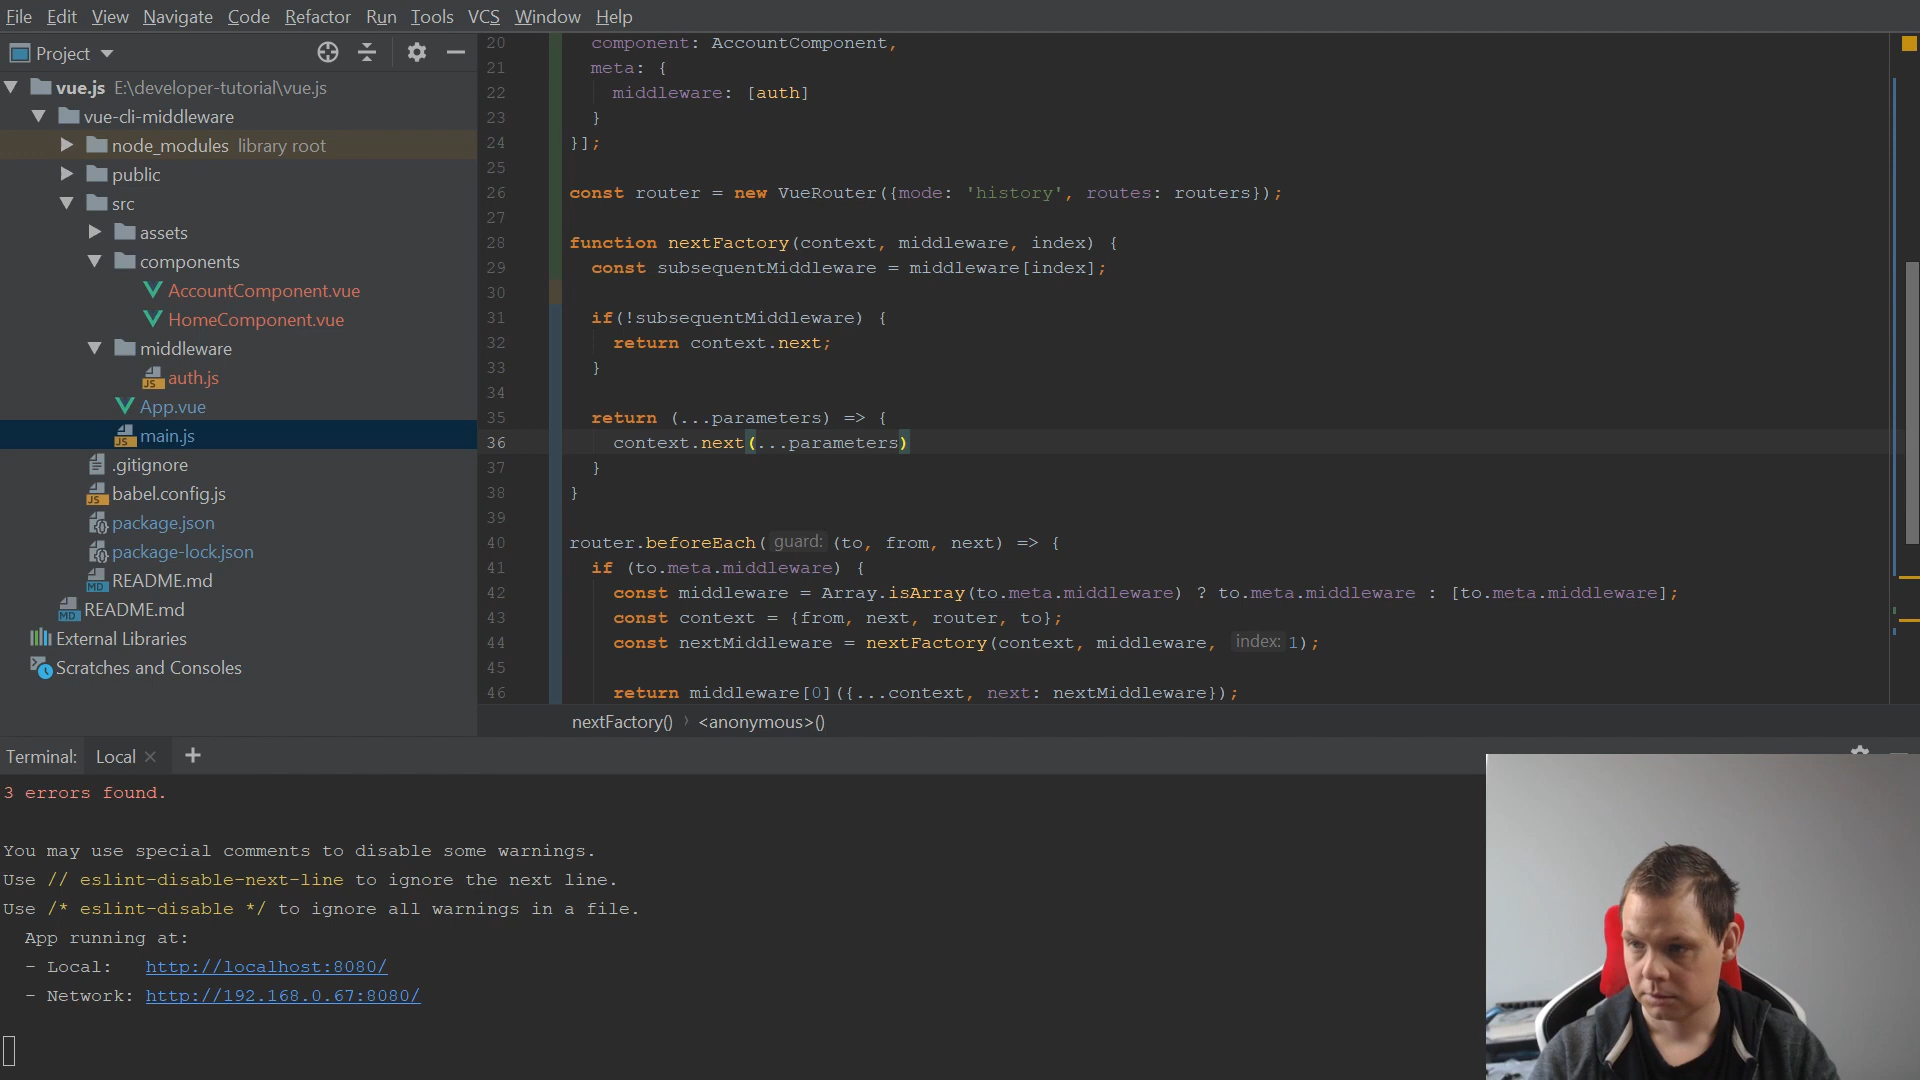 File Edit View Navigate Code Refactor Run Tools VCS Window Help
Project
vue.js E:\developer-tutorial\vue.js
vue-cli-middleware
node_modules library root
public
src
assets
components
AccountComponent.vue
HomeComponent.vue
middleware
auth.js
App.vue
main.js
.gitignore
babel.config.js
package.json
package-lock.json
README.md
README.md
External Libraries
Scratches and Consoles
20 component: AccountComponent,
21 meta: {
22 middleware: [auth]
23 }
24 }];
25
26 const router = new VueRouter({mode: 'history', routes: routers});
27
28 function nextFactory(context, middleware, index) {
29 const subsequentMiddleware = middleware[index];
30
31 if(!subsequentMiddleware) {
32 return context.next;
33 }
34
35 return (...parameters) => {
36 context.next(...parameters)
37 }
38 }
39
40 router.beforeEach( guard: (to, from, next) => {
41 if (to.meta.middleware) {
42 const middleware = Array.isArray(to.meta.middleware) ? to.meta.middleware : [to.meta.middleware];
43 const context = {from, next, router, to};
44 const nextMiddleware = nextFactory(context, middleware, index: 1);
45
46 return middleware[0]({...context, next: nextMiddleware});
nextFactory() › <anonymous>()
Terminal: Local × +
3 errors found.
You may use special comments to disable some warnings.
Use // eslint-disable-next-line to ignore the next line.
Use /* eslint-disable */ to ignore all warnings in a file.
App running at:
- Local: http://localhost:8080/
- Network: http://192.168.0.67:8080/